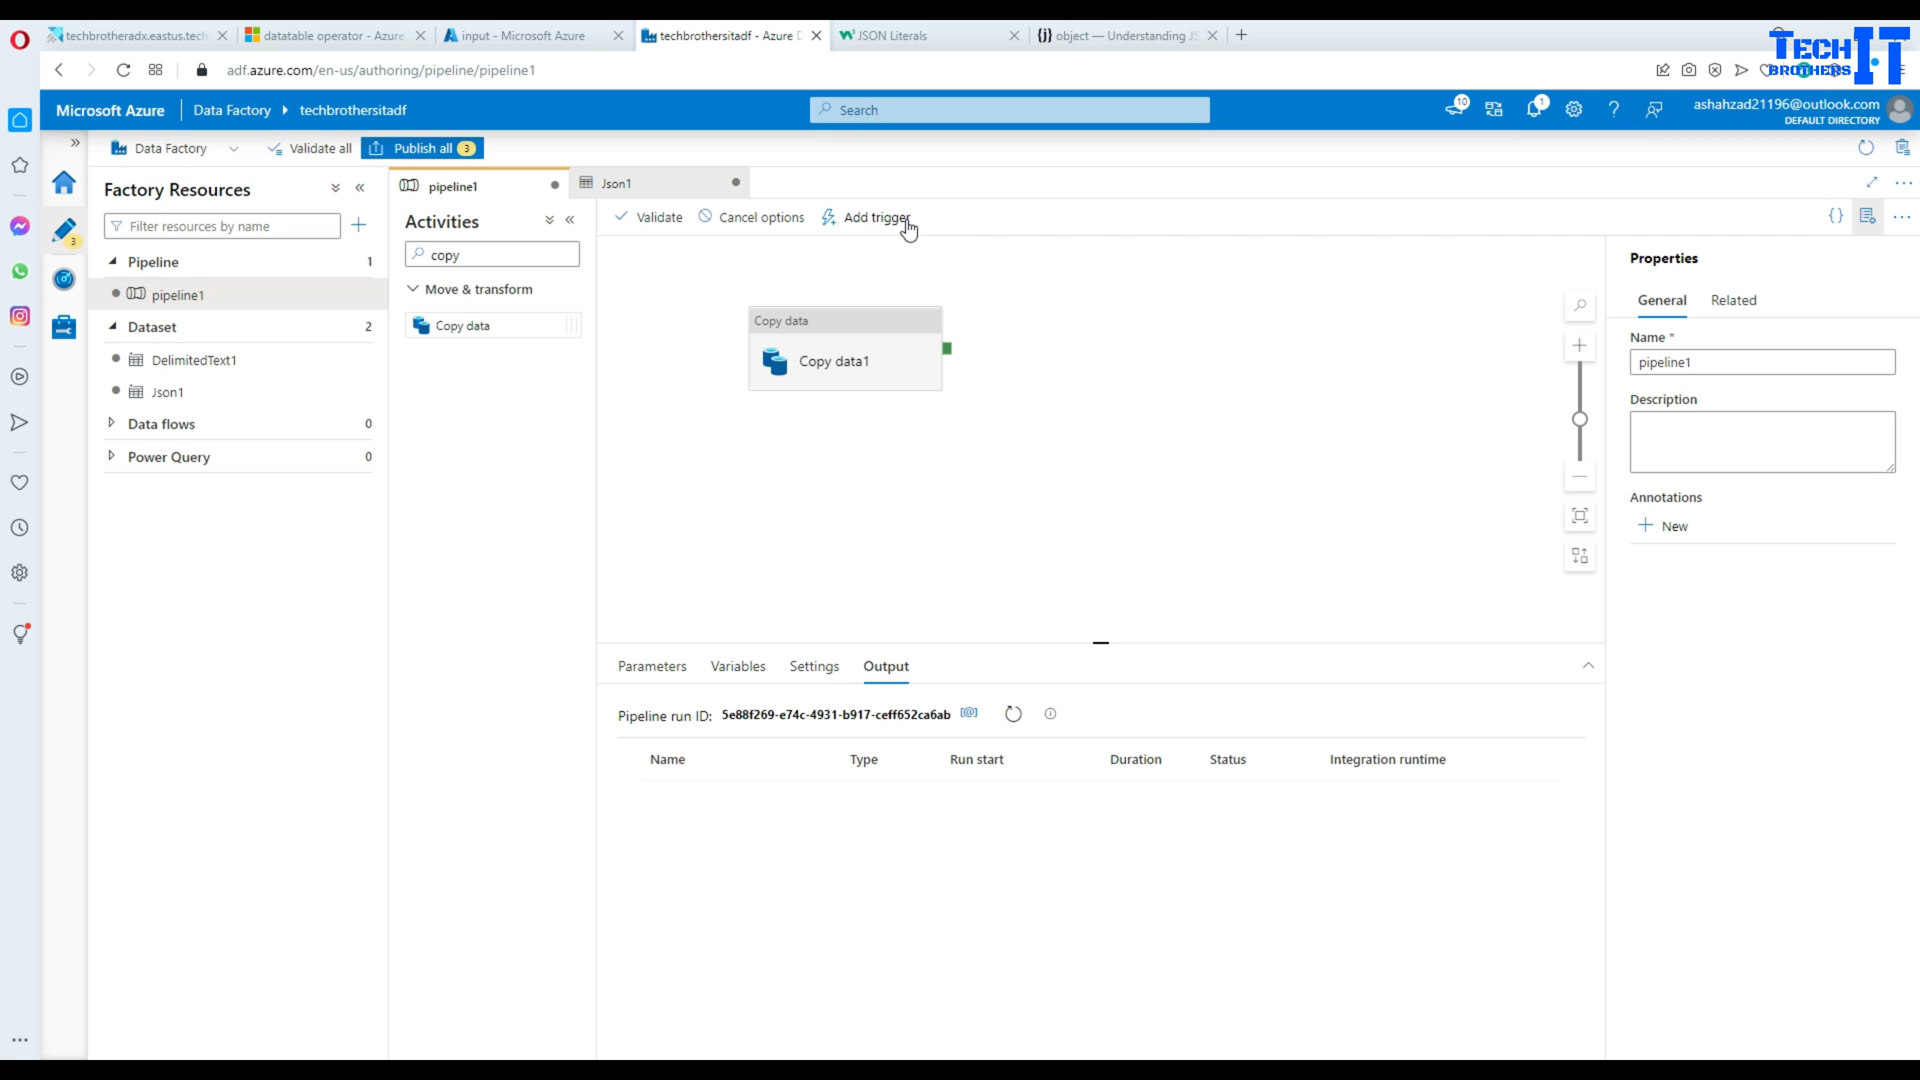 techbrotheradx.eastus.tech
datatable operator - Azure
input - Microsoft Azure
techbrothersitadf - Azure D
JSON Literals
{j} object — Understanding JS
TECH IT
BROTHERS
adf.azure.com/en-us/authoring/pipeline/pipeline1
Microsoft Azure
Data Factory
techbrothersitadf
Search
10
1
ashahzad21196@outlook.com
DEFAULT DIRECTORY
Data Factory
Validate all
Publish all 3
Factory Resources
pipeline1
Json1
Activities
Validate
Cancel options
Add trigger
Filter resources by name
3
copy
Properties
Pipeline 1
Move & transform
General
Related
pipeline1
Copy data
Copy data
Copy data1
Name *
pipeline1
Dataset 2
DelimitedText1
Description
Json1
Data flows 0
Power Query 0
Annotations
New
Parameters
Variables
Settings
Output
Pipeline run ID: 5e88f269-e74c-4931-b917-ceff652ca6ab
Name
Type
Run start
Duration
Status
Integration runtime